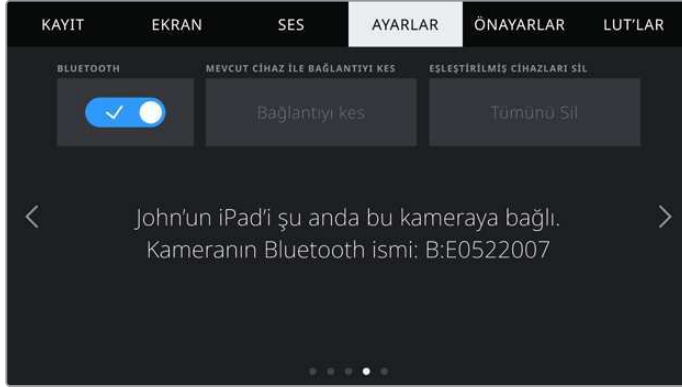 KAYIT EKRAN SES AYARLAR ÖNAYARLAR LUT'LAR
BLUETOOTH MEVCUT CİHAZ İLE BAĞLANTIYI KES EŞLEŞTİRİLMİŞ CİHAZLARI SİL
Bağlantıyı kes Tümünü Sil
John'un iPad'i şu anda bu kameraya bağlı.
Kameranın Bluetooth ismi: B:E0522007